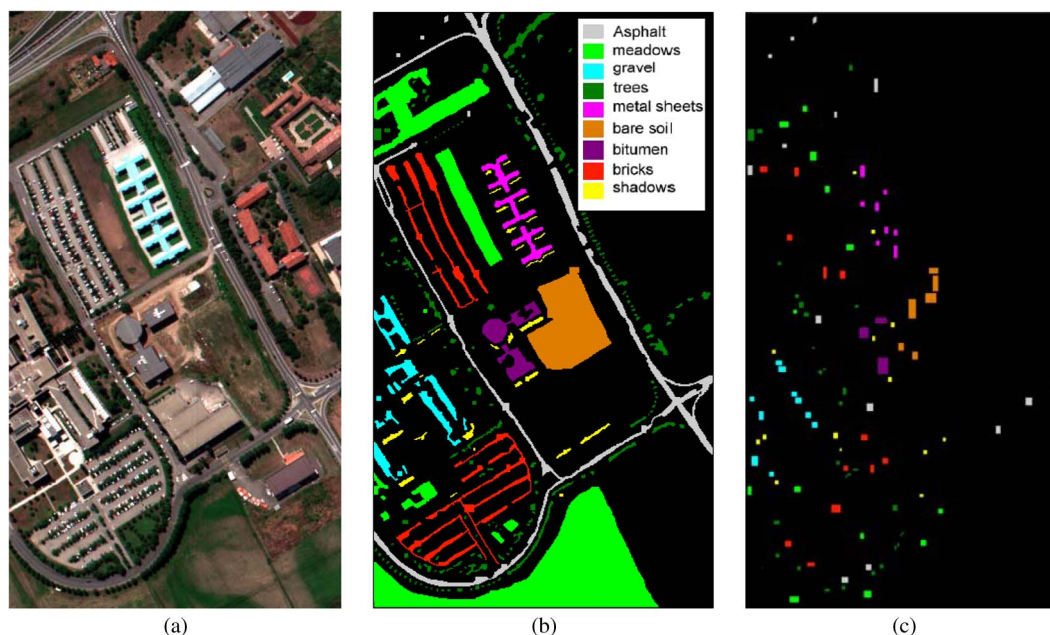 Asphalt
meadows
gravel
trees
metal sheets
bare soil
bitumen
bricks
shadows
(a)
(b)
(c)